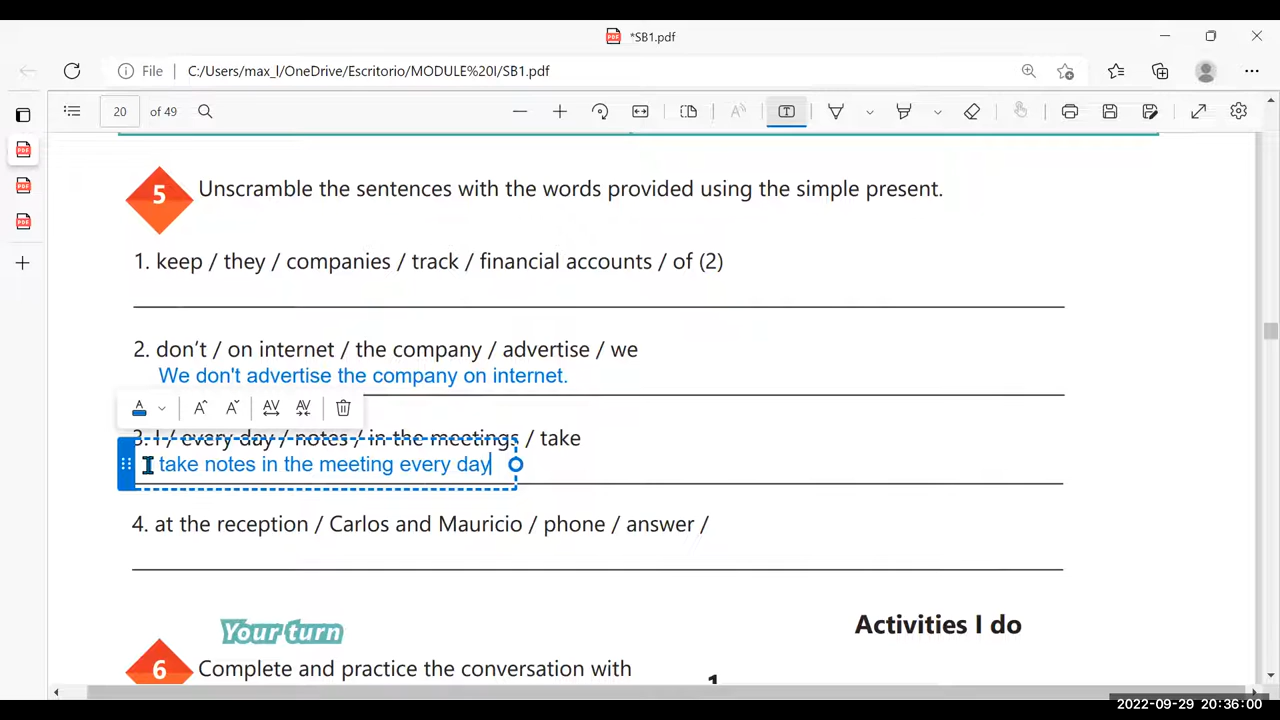 *SB1.pdf
File | C:/Users/max_l/OneDrive/Escritorio/MODULE%20I/SB1.pdf
20 of 49
5 Unscramble the sentences with the words provided using the simple present.
1. keep / they / companies / track / financial accounts / of (2)
2. don't / on internet / the company / advertise / we
We don't advertise the company on internet.
3. I / every day / notes / in the meetings / take
take notes in the meeting every day
4. at the reception / Carlos and Mauricio / phone / answer /
Your turn
Activities I do
6 Complete and practice the conversation with
1
2022-09-29 20:36:00